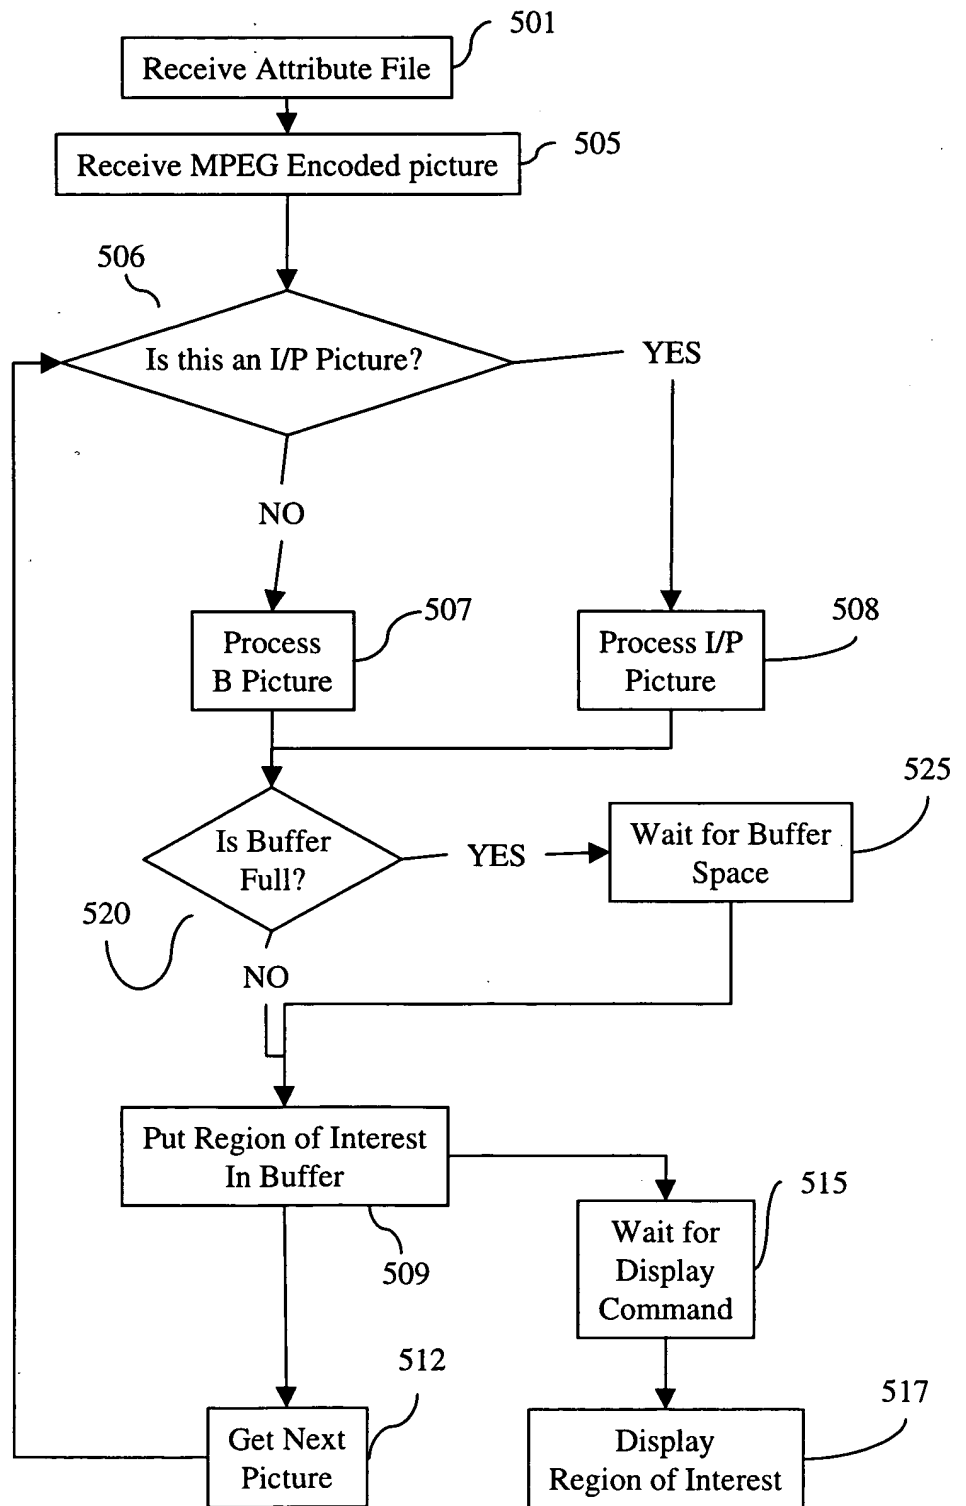 501
Receive Attribute File
505
Receive MPEG Encoded picture
506
Is this an I/P Picture?
YES
NO
507
508
Process
B Picture
Process I/P
Picture
525
Is Buffer
Full?
YES
Wait for Buffer
Space
520
NO
Put Region of Interest
In Buffer
515
509
Wait for
Display
Command
512
517
Get Next
Picture
Display
Region of Interest